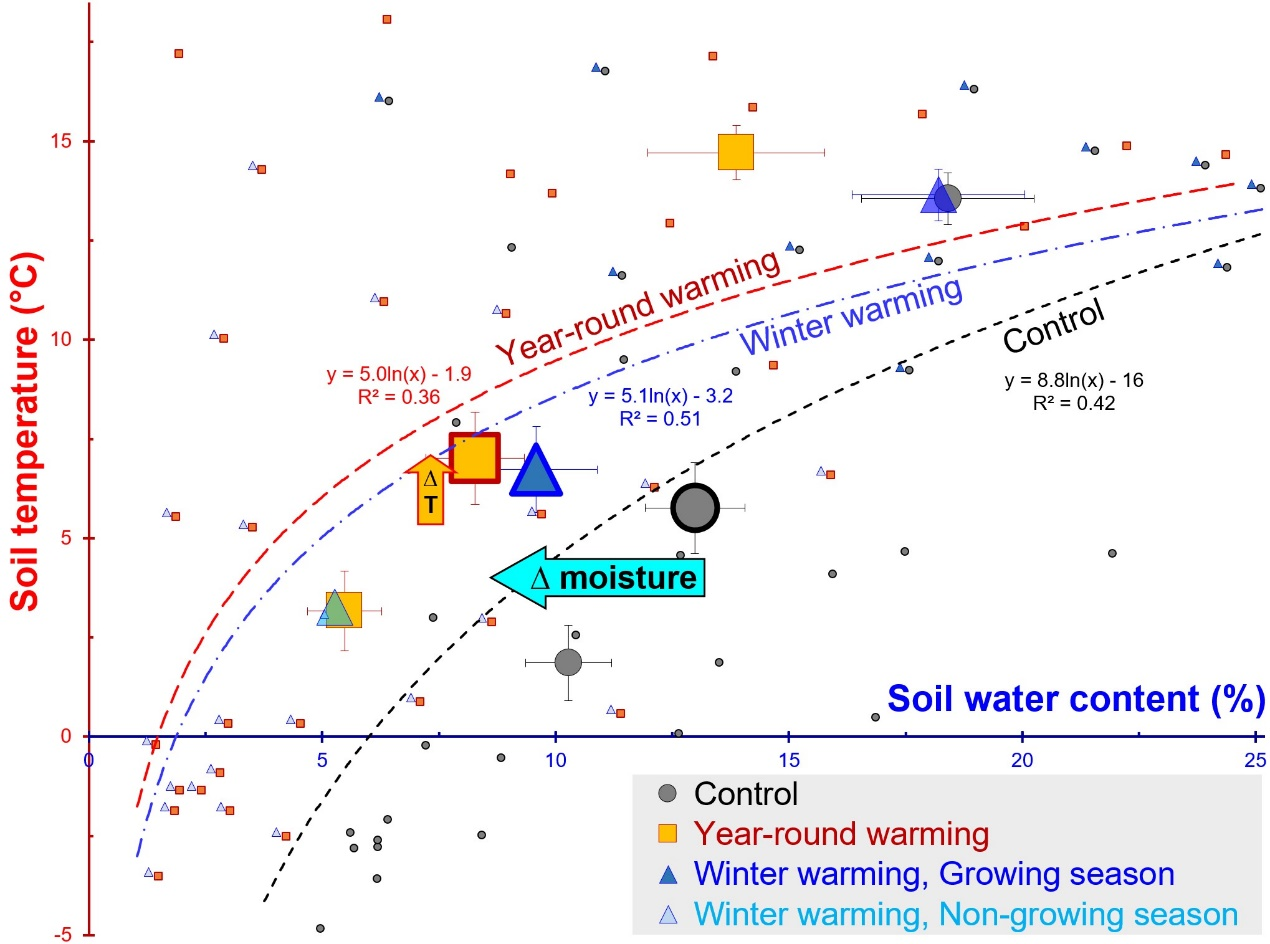 Soil temperature (°C)
15
10
5
0
-5
Year-round warming
Winter warming
Control
y = 5.0ln(x) - 1.9
R² = 0.36
y = 5.1ln(x) - 3.2
R² = 0.51
y = 8.8ln(x) - 16
R² = 0.42
Δ
T
Δ moisture
Soil water content (%)
0
5
10
15
20
25
Control
Year-round warming
Winter warming, Growing season
Winter warming, Non-growing season